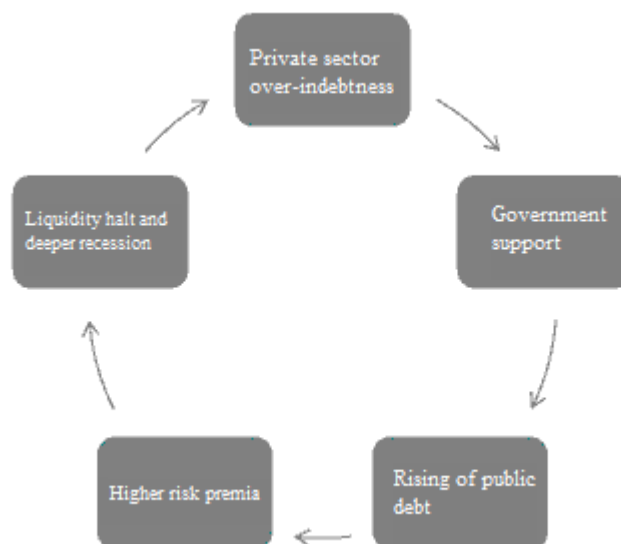 Private sector
over-indebtness
Government
support
Rising of public
debt
Higher risk premia
Liquidity halt and
deeper recession